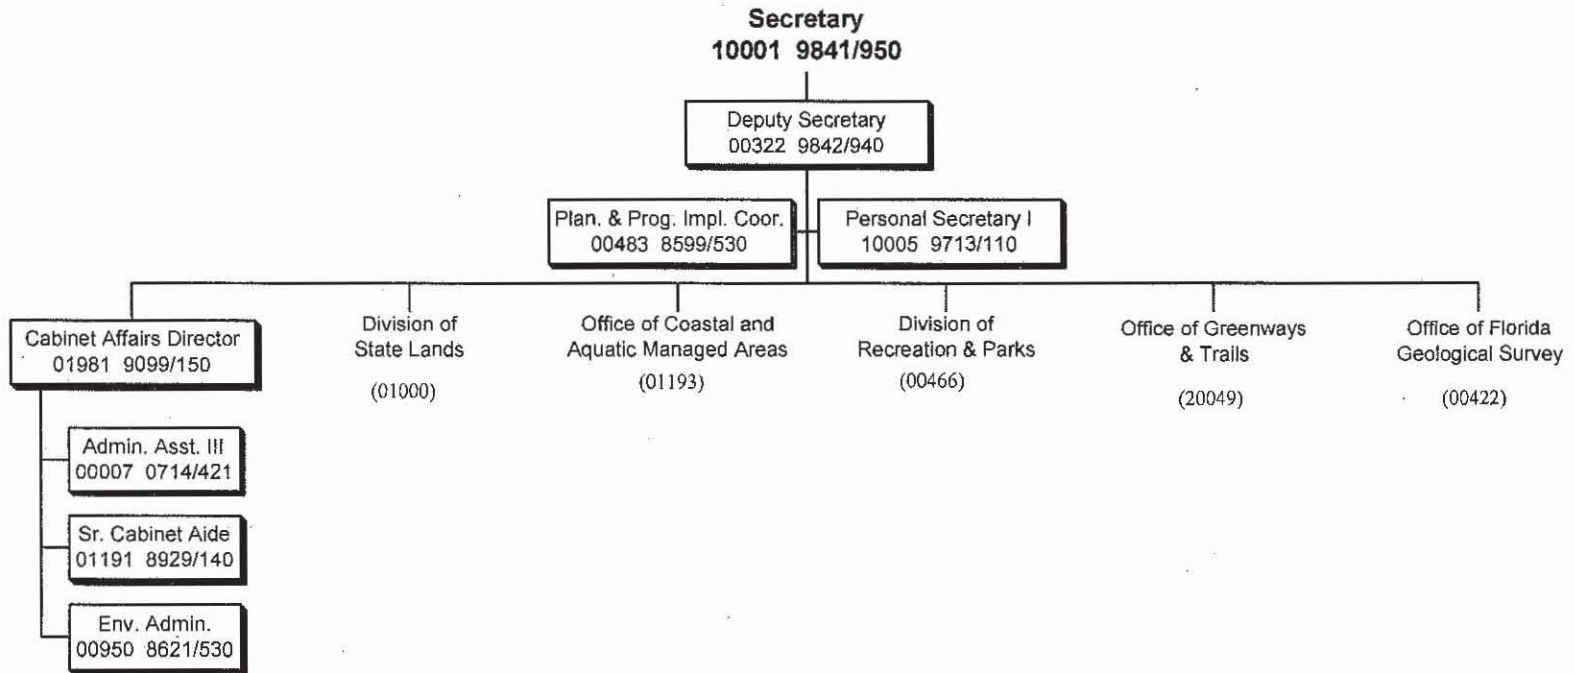 Secretary
10001 9841/950
Deputy Secretary
00322 9842/940
Plan. & Prog. Impl. Coor.
00483 8599/530
Personal Secretary I
10005 9713/110
Cabinet Affairs Director
01981 9099/150
Division of
State Lands
(01000)
Office of Coastal and
Aquatic Managed Areas
(01193)
Division of
Recreation & Parks
(00466)
Office of Greenways
& Trails
(20049)
Office of Florida
Geological Survey
(00422)
Admin. Asst. III
00007 0714/421
Sr. Cabinet Aide
01191 8929/140
Env. Admin.
00950 8621/530